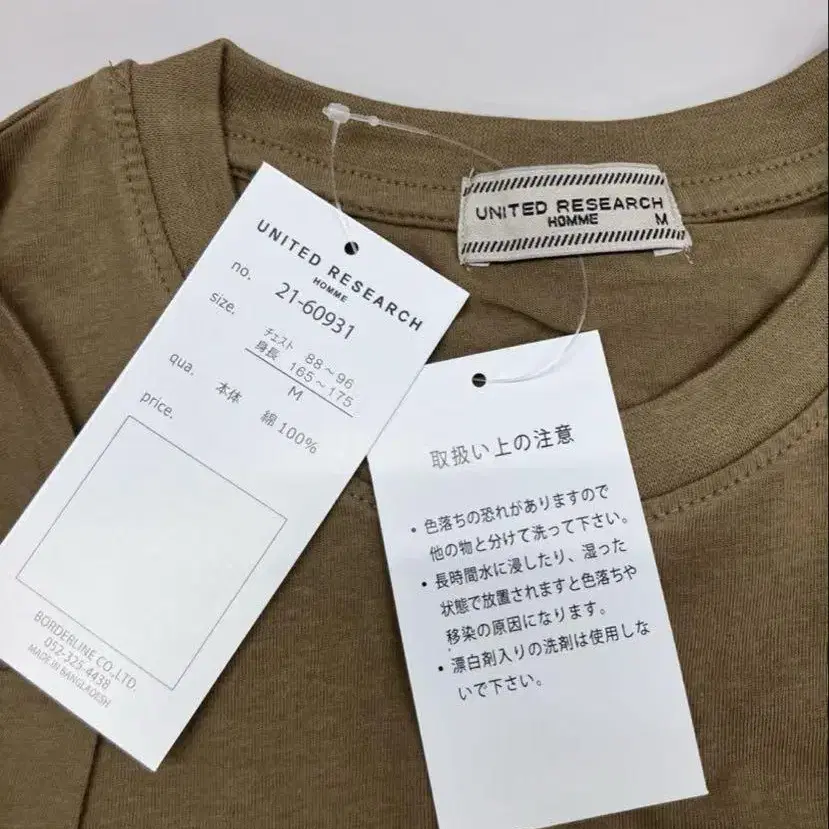 UNITED RESEARCH
HOMME
M
UNITED RESEARCH
HOMME
no. 21-60931
size. チェスト 88～96
身長 165～175
M
qua. 本体 綿 100%
price.
BORDERLINE CO.,LTD.
052-325-4438
MADE IN BANGLADESH
取扱い上の注意
・色落ちの恐れがありますので
他の物と分けて洗って下さい。
・長時間水に浸したり、湿った
状態で放置されますと色落ちや
移染の原因になります。
・漂白剤入りの洗剤は使用しな
いで下さい。